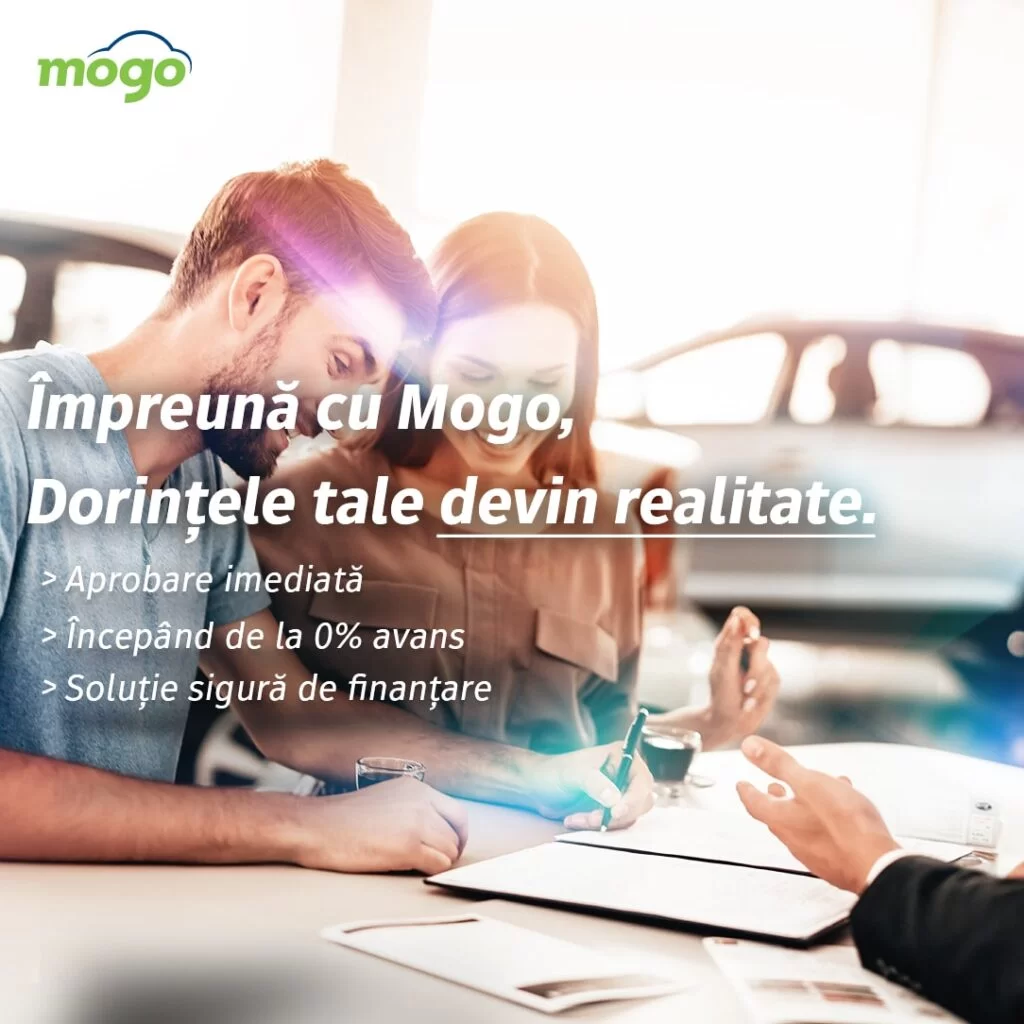 mogo
Împreună cu Mogo,
Dorințele tale devin realitate.
> Aprobare imediată
> Începând de la 0% avans
> Soluție sigură de finanțare